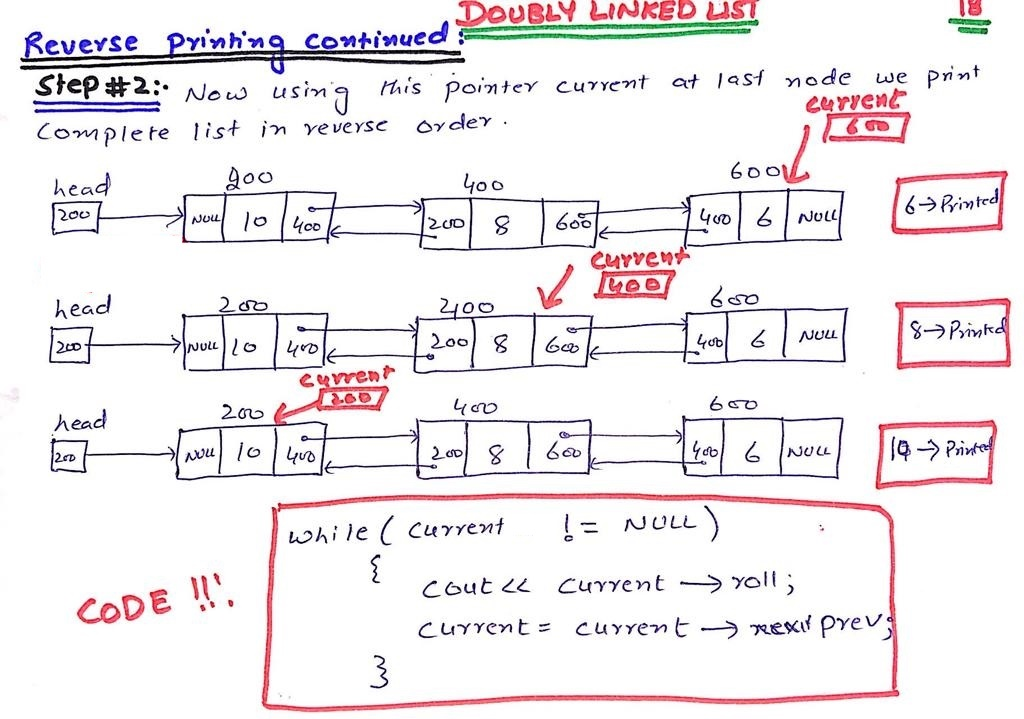 DOUBLY LINKED LIST
18
Reverse Printing continued:
Step #2:- Now using this pointer current at last node we print
Complete list in reverse order.
current
600
head
200
200
NULL 10 400
400
200 8 600
600
400 6 NULL
6→Printed
current
400
head
200
200
NULL 10 400
400
200 8 600
600
400 6 NULL
8→Printed
current
200
head
200
200
NULL 10 400
400
200 8 600
600
400 6 NULL
10→Printed
CODE !!!
while ( current != NULL )
{
cout << current → roll;
current = current → prev;
}